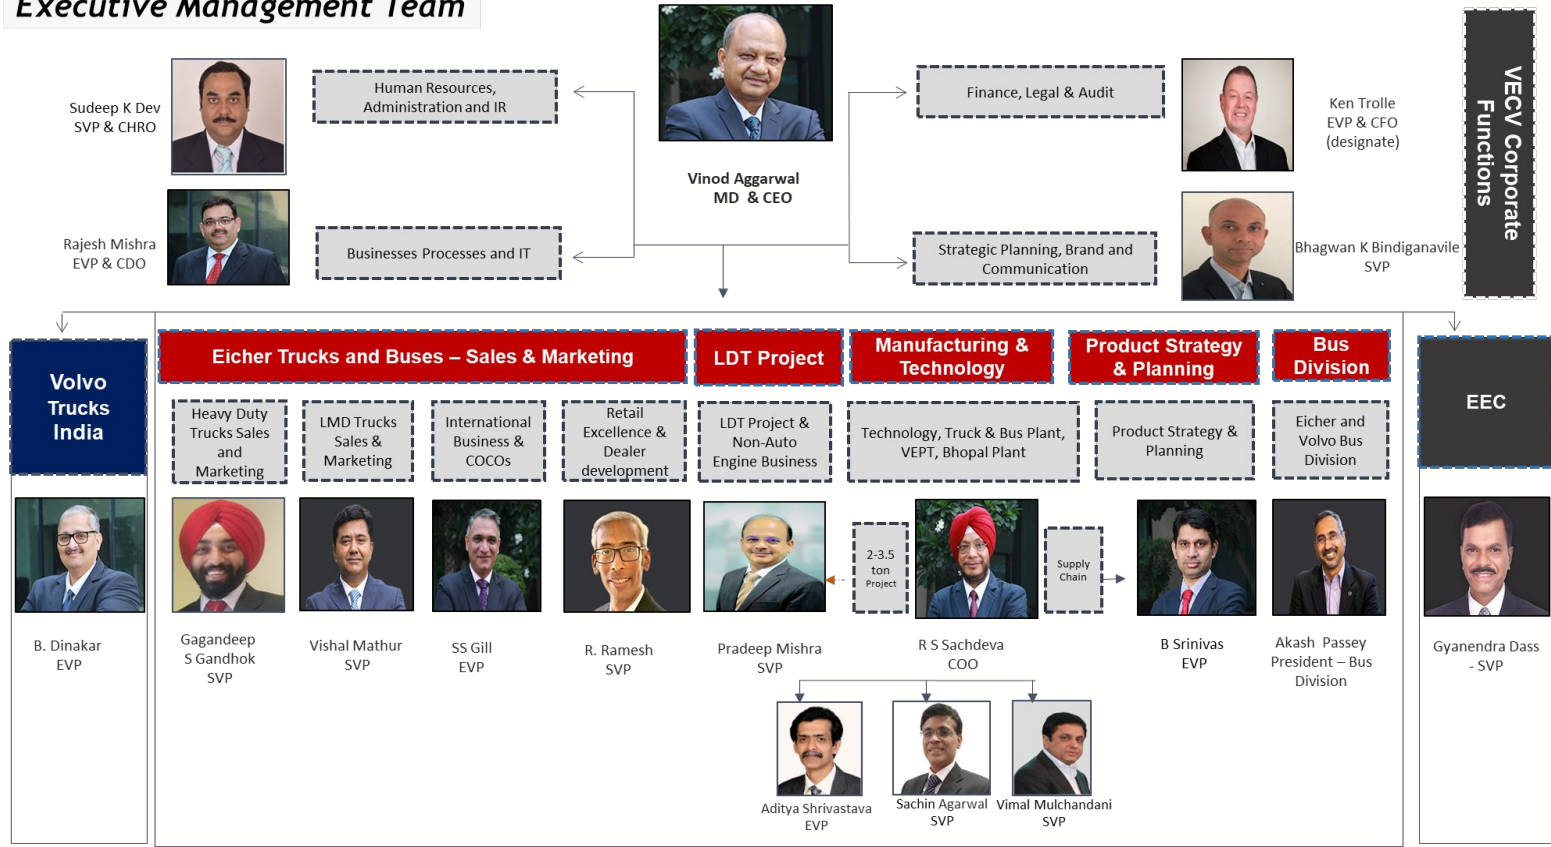 Executive Management Team
Sudeep K Dev
SVP & CHRO
Human Resources,
Administration and IR
Vinod Aggarwal
MD & CEO
Finance, Legal & Audit
Ken Trolle
EVP & CFO
(designate)
VECV Corporate
Functions
Rajesh Mishra
EVP & CDO
Businesses Processes and IT
Strategic Planning, Brand and
Communication
Bhagwan K Bindiganavile
SVP
Volvo
Trucks
India
Eicher Trucks and Buses – Sales & Marketing
LDT Project
Manufacturing &
Technology
Product Strategy
& Planning
Bus
Division
EEC
Heavy Duty
Trucks Sales
and
Marketing
LMD Trucks
Sales &
Marketing
International
Business &
COCOs
Retail
Excellence &
Dealer
development
LDT Project &
Non-Auto
Engine Business
Technology, Truck & Bus Plant,
VEPT, Bhopal Plant
Product Strategy &
Planning
Eicher and
Volvo Bus
Division
2-3.5
ton
Project
Supply
Chain
B. Dinakar
EVP
Gagandeep
S Gandhok
SVP
Vishal Mathur
SVP
SS Gill
EVP
R. Ramesh
SVP
Pradeep Mishra
SVP
R S Sachdeva
COO
B Srinivas
EVP
Akash Passey
President – Bus
Division
Gyanendra Dass
- SVP
Aditya Shrivastava
EVP
Sachin Agarwal
SVP
Vimal Mulchandani
SVP